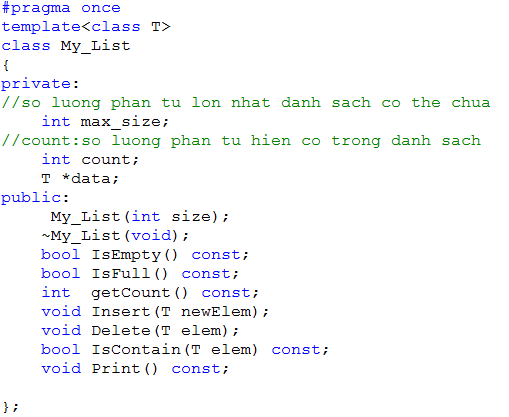 #pragma once
template<class T>
class My_List
{
private:
//so luong phan tu lon nhat danh sach co the chua
    int max_size;
//count:so luong phan tu hien co trong danh sach
    int count;
    T *data;
public:
     My_List(int size);
    ~My_List(void);
    bool IsEmpty() const;
    bool IsFull() const;
    int  getCount() const;
    void Insert(T newElem);
    void Delete(T elem);
    bool IsContain(T elem) const;
    void Print() const;

};